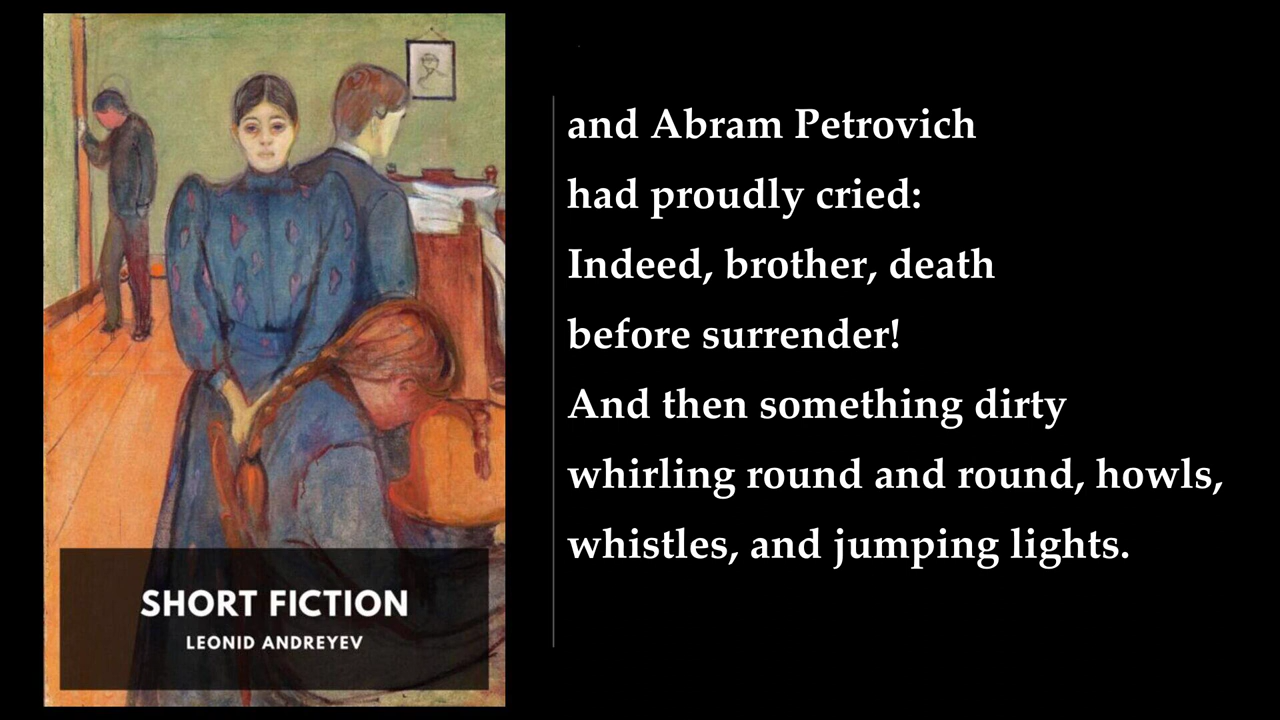 SHORT FICTION
LEONID ANDREYEV
and Abram Petrovich
had proudly cried:
Indeed, brother, death
before surrender!
And then something dirty
whirling round and round, howls,
whistles, and jumping lights.